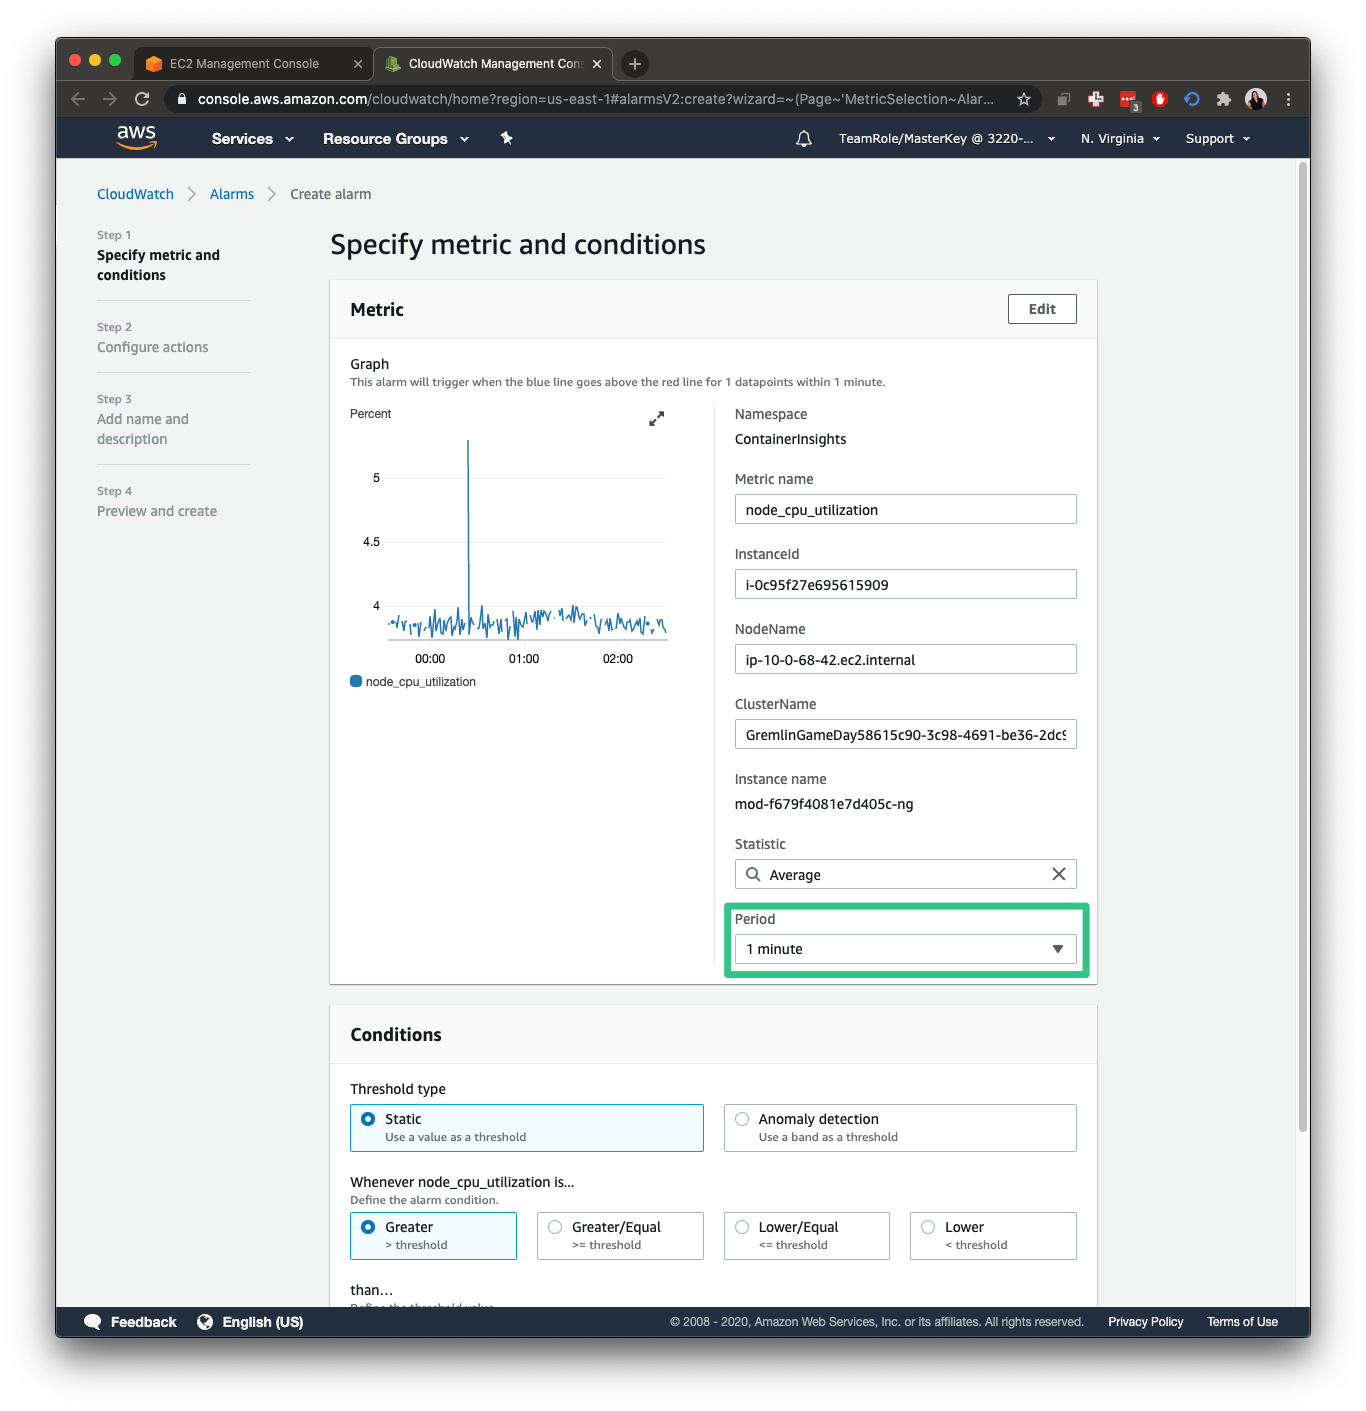 EC2 Management Console
CloudWatch Management Con
console.aws.amazon.com/cloudwatch/home?region=us-east-1#alarmsV2:create?wizard=~(Page~'MetricSelection~Alar...
3
aws
Services
Resource Groups
TeamRole/MasterKey @ 3220-...
N. Virginia
Support
CloudWatch
Alarms
Create alarm
Step 1
Specify metric and
conditions
Step 2
Configure actions
Step 3
Add name and
description
Step 4
Preview and create
Specify metric and conditions
Metric
Edit
Graph
This alarm will trigger when the blue line goes above the red line for 1 datapoints within 1 minute.
Percent
5
4.5
4
00:00
01:00
02:00
node_cpu_utilization
Namespace
ContainerInsights
Metric name
node_cpu_utilization
InstanceId
i-0c95f27e695615909
NodeName
ip-10-0-68-42.ec2.internal
ClusterName
GremlinGameDay58615c90-3c98-4691-be36-2dc9
Instance name
mod-f679f4081e7d405c-ng
Statistic
Average
Period
1 minute
Conditions
Threshold type
Static
Use a value as a threshold
Anomaly detection
Use a band as a threshold
Whenever node_cpu_utilization is...
Define the alarm condition.
Greater
> threshold
Greater/Equal
>= threshold
Lower/Equal
<= threshold
Lower
< threshold
than...
Define the threshold value
Feedback
English (US)
© 2008 - 2020, Amazon Web Services, Inc. or its affiliates. All rights reserved.
Privacy Policy
Terms of Use